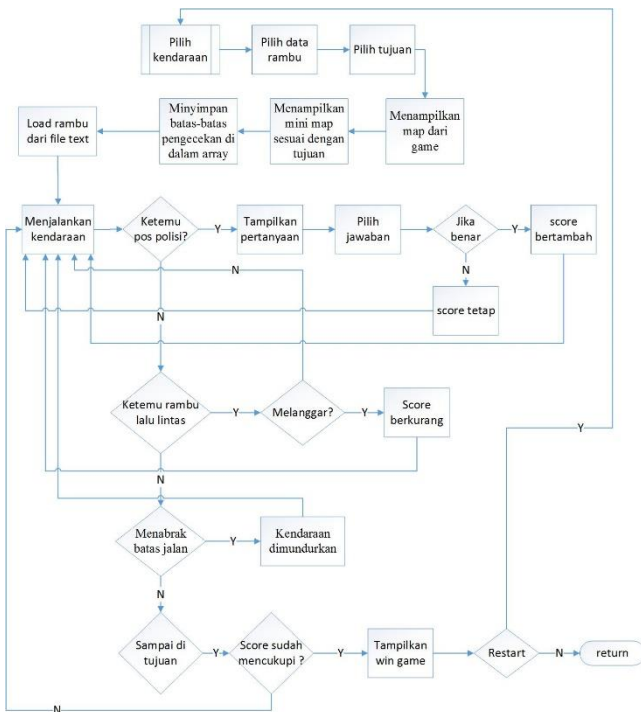 Pilih
kendaraan
Pilih data
rambu
Pilih tujuan
Load rambu
dari file text
Minyimpan
batas-batas
pengecekan di
dalam array
Menampilkan
mini map
sesuai dengan
tujuan
Menampilkan
map dari
game
Menjalankan
kendaraan
Ketemu
pos polisi?
Y
Tampilkan
pertanyaan
Pilih
jawaban
Jika
benar
Y
score
bertambah
N
N
score tetap
N
N
Ketemu rambu
lalu lintas
Y
Melanggar?
Y
Score
berkurang
Y
N
Menabrak
batas jalan
Y
Kendaraan
dimundurkan
N
Sampai di
tujuan
Y
Score sudah
mencukupi ?
Y
Tampilkan
win game
Restart
N
return
N